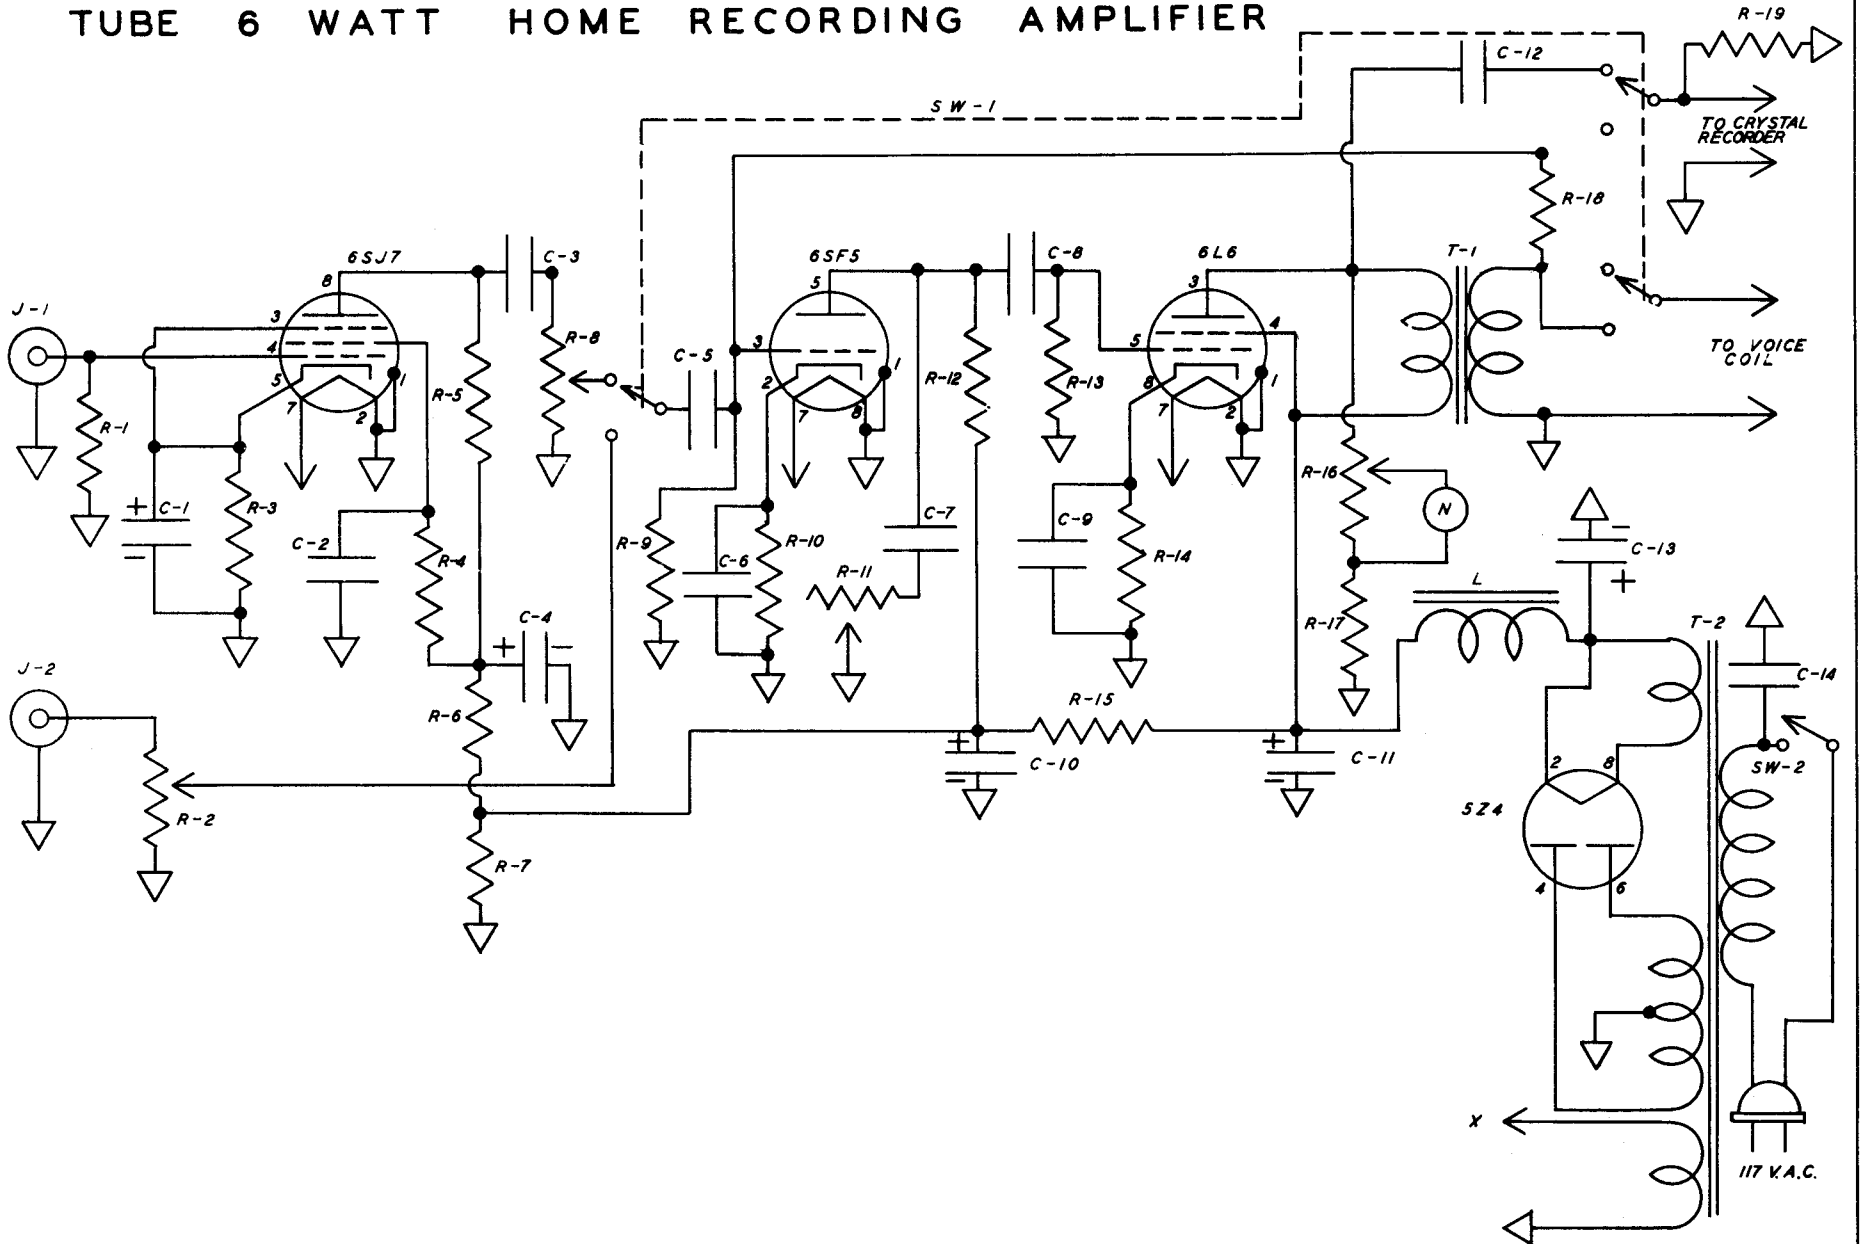 TUBE 6 WATT HOME RECORDING AMPLIFIER
R-19
C-12
SW-1
TO CRYSTAL
RECORDER
R-18
6SJ7
8
C-3
6SF5
5
C-8
6L6
3
T-1
J-1
3
4
5
7
1
2
R-8
R-5
C-5
3
2
7
1
8
R-12
R-13
5
4
8
7
1
2
TO VOICE
COIL
R-1
R-16
N
+
C-1
-
R-3
C-2
R-4
R-9
C-6
R-10
C-7
R-11
C-9
R-14
-
C-13
+
L
R-17
T-2
+
C-4
-
J-2
R-6
R-15
C-14
+
-
C-10
+
-
C-11
SW-2
2
8
5Z4
R-2
R-7
4
6
X
117 V.A.C.